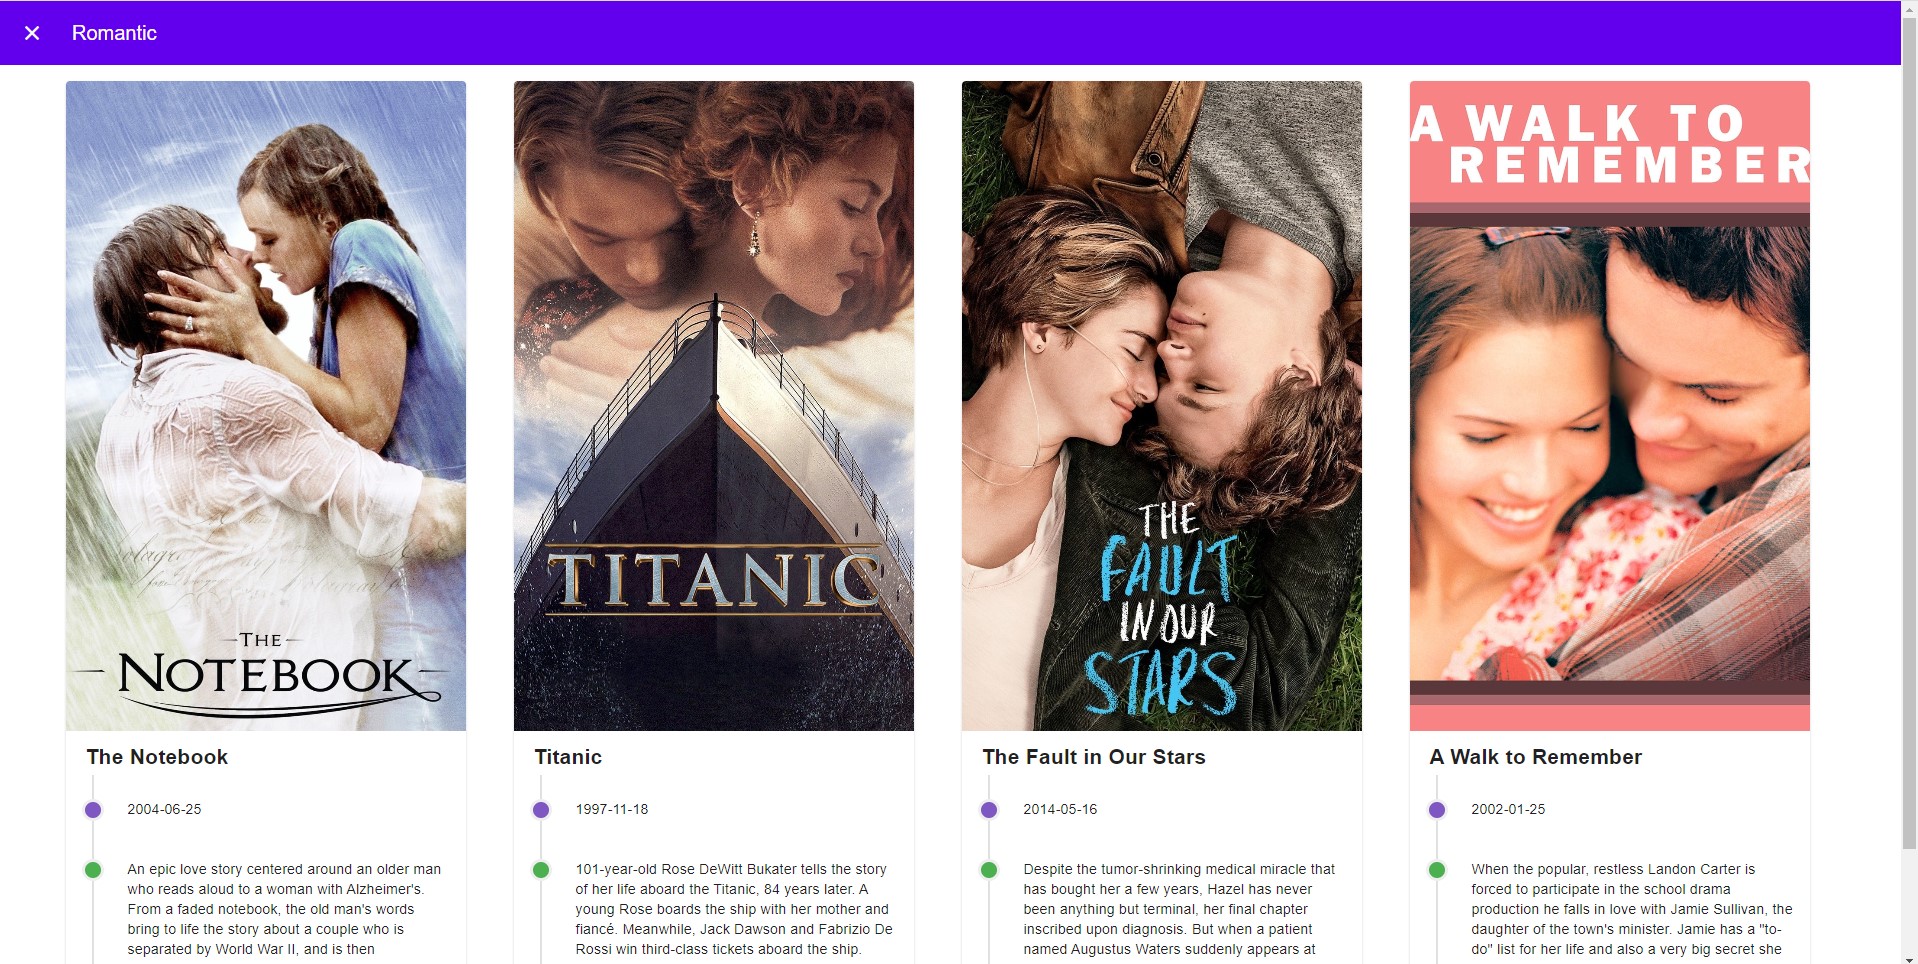 Romantic
THE
NOTEBOOK
TITANIC
THE
FAULT
IN OUR
STARS
A WALK TO
REMEMBER
The Notebook
2004-06-25
An epic love story centered around an older man
who reads aloud to a woman with Alzheimer's.
From a faded notebook, the old man's words
bring to life the story about a couple who is
separated by World War II, and is then
Titanic
1997-11-18
101-year-old Rose DeWitt Bukater tells the story
of her life aboard the Titanic, 84 years later. A
young Rose boards the ship with her mother and
fiancé. Meanwhile, Jack Dawson and Fabrizio De
Rossi win third-class tickets aboard the ship.
The Fault in Our Stars
2014-05-16
Despite the tumor-shrinking medical miracle that
has bought her a few years, Hazel has never
been anything but terminal, her final chapter
inscribed upon diagnosis. But when a patient
named Augustus Waters suddenly appears at
A Walk to Remember
2002-01-25
When the popular, restless Landon Carter is
forced to participate in the school drama
production he falls in love with Jamie Sullivan, the
daughter of the town's minister. Jamie has a "to-
do" list for her life and also a very big secret she